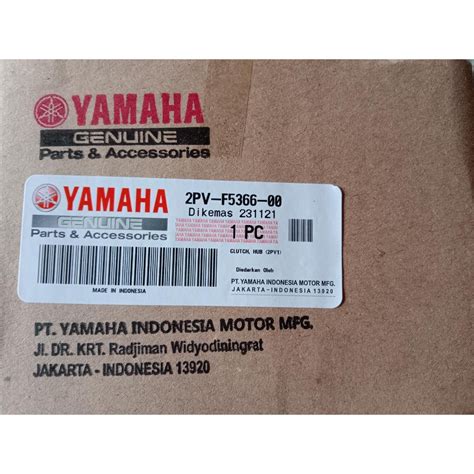 YAMAHA
GENUINE
Parts & Accessories
YAMAHA
GENUINE
Parts & Accessories
MADE IN INDONESIA
2PV-F5366-00
Dikemas 231121
1 PC
CLUTCH, HUB (2PV1)
Diedarkan Oleh
PT. YAMAHA INDONESIA MOTOR MFG.
JAKARTA-INDONESIA 13920
PT. YAMAHA INDONESIA MOTOR MFG.
Jl. DR. KRT. Radjiman Widyodiningrat
JAKARTA - INDONESIA 13920